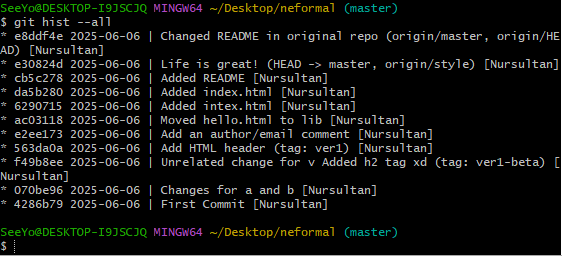 SeeYo@DESKTOP-I9JSCJQ MINGW64 ~/Desktop/neformal (master)
$ git hist --all
* e8ddf4e 2025-06-06 | Changed README in original repo (origin/master, origin/HE
AD) [Nursultan]
* e30824d 2025-06-06 | Life is great! (HEAD -> master, origin/style) [Nursultan]
* cb5c278 2025-06-06 | Added README [Nursultan]
* da5b280 2025-06-06 | Added index.html [Nursultan]
* 6290715 2025-06-06 | Added intex.html [Nursultan]
* ac03118 2025-06-06 | Moved hello.html to lib [Nursultan]
* e2ee173 2025-06-06 | Add an author/email comment [Nursultan]
* 563da0a 2025-06-06 | Add HTML header (tag: ver1) [Nursultan]
* f49b8ee 2025-06-06 | Unrelated change for v Added h2 tag xd (tag: ver1-beta) [
Nursultan]
* 070be96 2025-06-06 | Changes for a and b [Nursultan]
* 4286b79 2025-06-06 | First Commit [Nursultan]
SeeYo@DESKTOP-I9JSCJQ MINGW64 ~/Desktop/neformal (master)
$